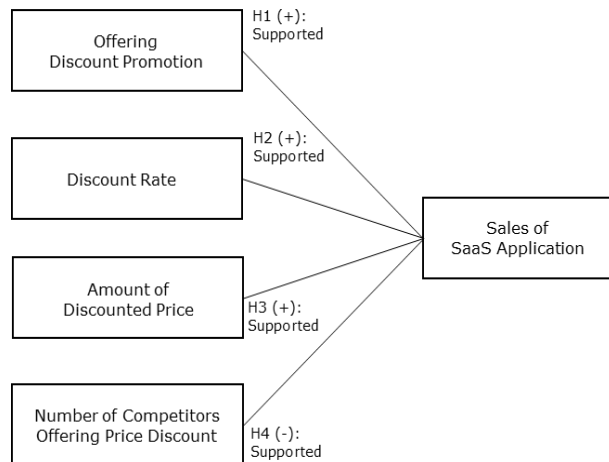 H1 (+):
Supported
Offering
Discount Promotion
H2 (+):
Supported
Discount Rate
Sales of
SaaS Application
Amount of
Discounted Price
H3 (+):
Supported
Number of Competitors
Offering Price Discount
H4 (-):
Supported